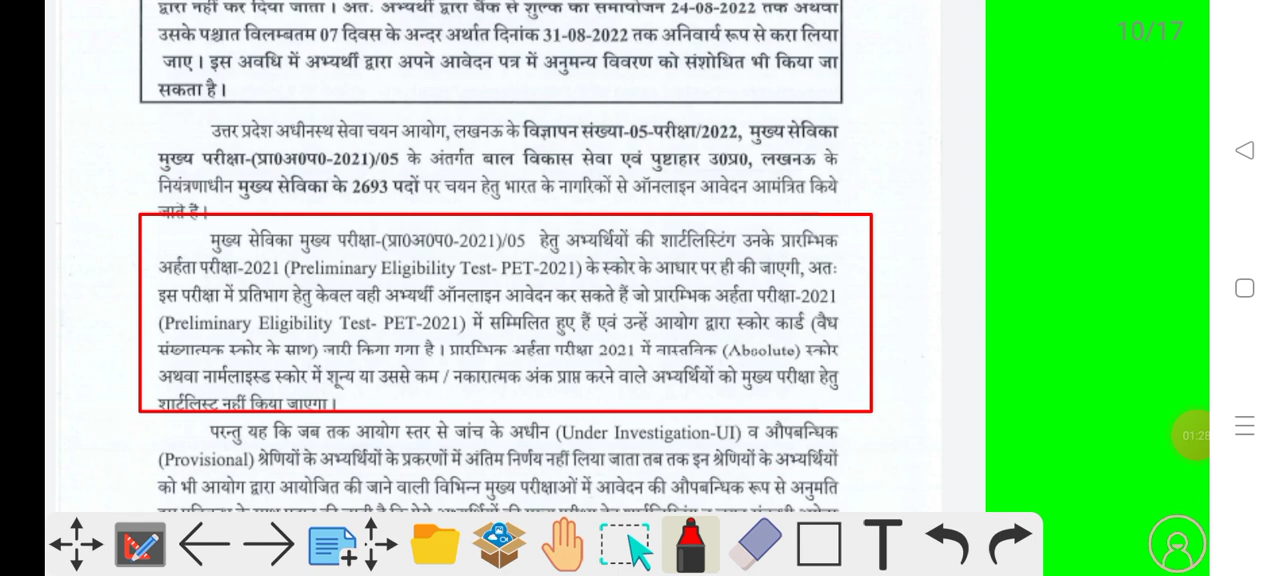 द्वारा नहीं कर दिया जाता। अत: अभ्यर्थी द्वारा बैंक से शुल्क का समायोजन 24-08-2022 तक अथवा
10/17
उसके पश्चात विलम्बतम 07 दिवस के अन्दर अर्थात दिनांक 31-08-2022 तक अनिवार्य रूप से करा लिया
जाए। इस अवधि में अभ्यर्थी द्वारा अपने आवेदन पत्र में अनुमन्य विवरण को संशोधित भी किया जा
सकता है।
उत्तर प्रदेश अधीनस्थ सेवा चयन आयोग, लखनऊ के विज्ञापन संख्या-05-परीक्षा/2022, मुख्य सेविका
मुख्य परीक्षा-(प्रा0अ0प0-2021)/05 के अंतर्गत बाल विकास सेवा एवं पुष्टाहार उ0प्र0, लखनऊ के
नियंत्रणाधीन मुख्य सेविका के 2693 पदों पर चयन हेतु भारत के नागरिकों से ऑनलाइन आवेदन आमंत्रित किये
जाते है।
मुख्य सेविका मुख्य परीक्षा-(प्रा0अ0प0-2021)/05 हेतु अभ्यर्थियों की शार्टलिस्टिंग उनके प्रारम्भिक
अर्हता परीक्षा-2021 (Preliminary Eligibility Test- PET-2021) के स्कोर के आधार पर ही की जाएगी, अतः
इस परीक्षा में प्रतिभाग हेतु केवल वही अभ्यर्थी ऑनलाइन आवेदन कर सकते हैं जो प्रारम्भिक अर्हता परीक्षा-2021
(Preliminary Eligibility Test- PET-2021) में सम्मिलित हुए हैं एवं उन्हें आयोग द्वारा स्कोर कार्ड (वैध
संख्यात्मक स्कोर के साथ) जारी किया गया है। प्रारम्भिक अर्हता परीक्षा 2021 में वास्तविक (Absolute) स्कोर
अथवा नार्मलाइस्ड स्कोर में शून्य या उससे कम / नकारात्मक अंक प्राप्त करने वाले अभ्यर्थियों को मुख्य परीक्षा हेतु
शार्टलिस्ट नहीं किया जाएगा।
परन्तु यह कि जब तक आयोग स्तर से जांच के अधीन (Under Investigation-UI) व औपबन्धिक
(Provisional) श्रेणियों के अभ्यर्थियों के प्रकरणों में अंतिम निर्णय नहीं लिया जाता तब तक इन श्रेणियों के अभ्यर्थियों
को भी आयोग द्वारा आयोजित की जाने वाली विभिन्न मुख्य परीक्षाओं में आवेदन की औपबन्धिक रूप से अनुमति
01:28
T